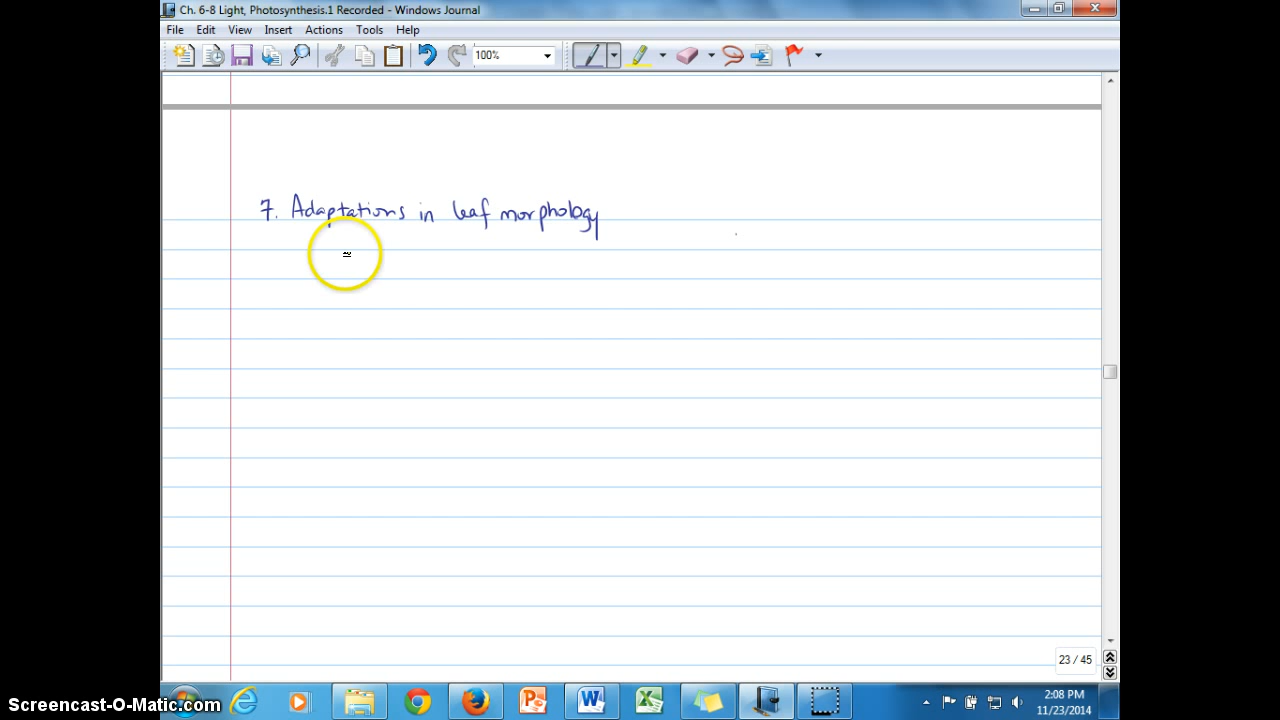 Ch. 6-8 Light, Photosynthesis.1 Recorded - Windows Journal
File Edit View Insert Actions Tools Help
100%
7. Adaptations in leaf morphology
23 / 45
2:08 PM
11/23/2014
Screencast-O-Matic.com